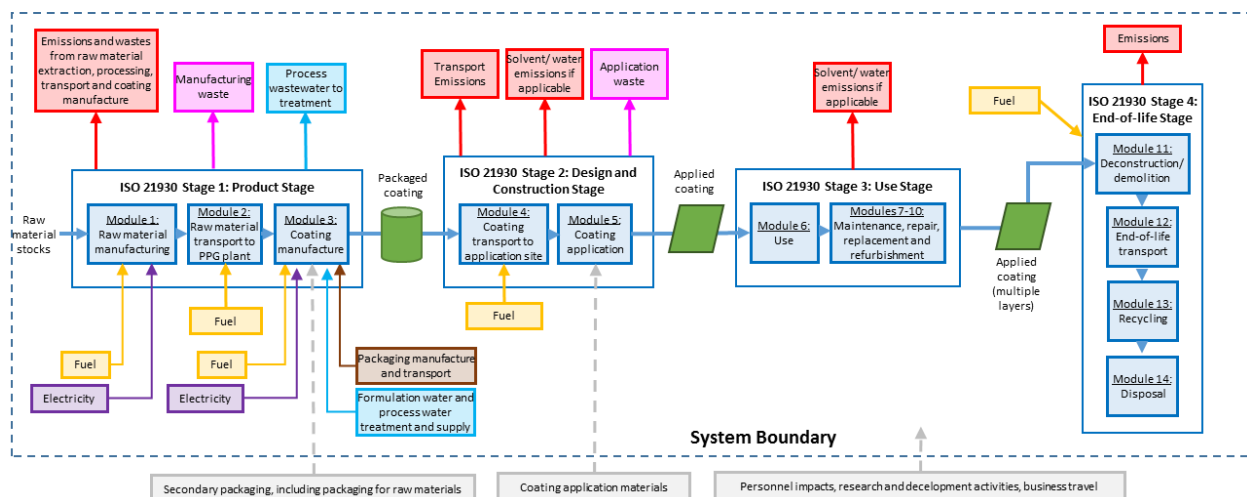 Emissions and wastes
from raw material
extraction, processing,
transport and coating
manufacture
Manufacturing
waste
Process
wastewater to
treatment
Transport
Emissions
Solvent/ water
emissions if
applicable
Application
waste
Solvent/ water
emissions if
applicable
Emissions
Fuel
ISO 21930 Stage 1: Product Stage
Raw
material
stocks
Module 1:
Raw material
manufacturing
Module 2:
Raw material
transport to
PPG plant
Module 3:
Coating
manufacture
Packaged
coating
ISO 21930 Stage 2: Design and
Construction Stage
Module 4:
Coating
transport to
application site
Module 5:
Coating
application
Applied
coating
ISO 21930 Stage 3: Use Stage
Module 6:
Use
Modules 7-10:
Maintenance, repair,
replacement and
refurbishment
Applied
coating
(multiple
layers)
ISO 21930 Stage 4:
End-of-life Stage
Module 11:
Deconstruction/
demolition
Module 12:
End-of-life
transport
Module 13:
Recycling
Module 14:
Disposal
Fuel
Fuel
Fuel
Fuel
Electricity
Electricity
Packaging manufacture
and transport
Formulation water and
process water
treatment and supply
System Boundary
Secondary packaging, including packaging for raw materials
Coating application materials
Personnel impacts, research and decelopment activities, business travel